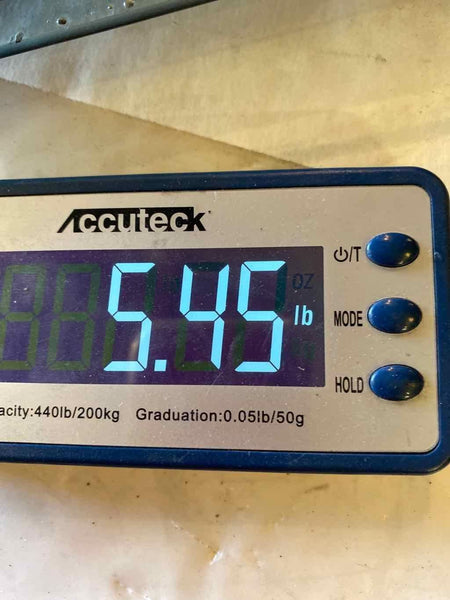 Accuteck
⏻/T
OZ
5.45 lb
MODE
HOLD
acity:440lb/200kg Graduation:0.05lb/50g